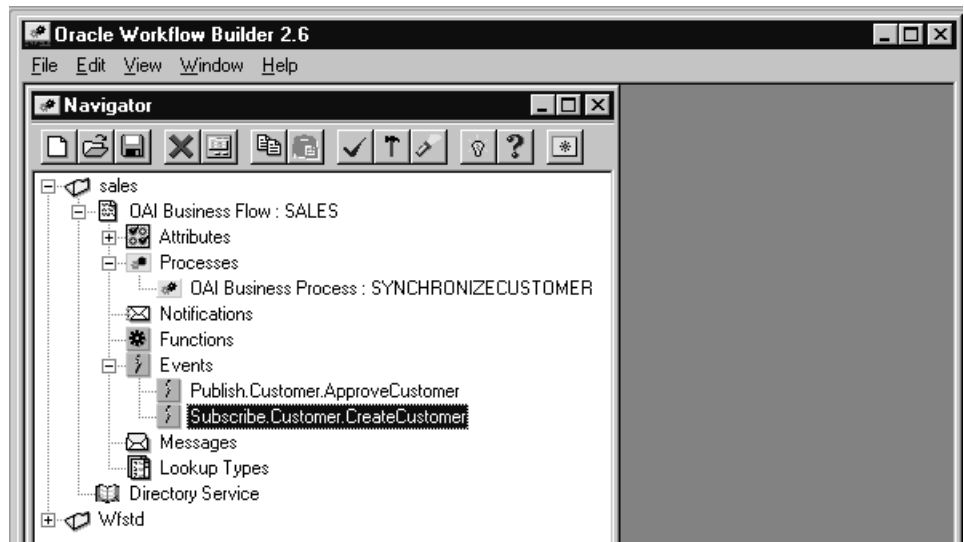 Oracle Workflow Builder 2.6
File Edit View Window Help
Navigator
sales
OAI Business Flow : SALES
Attributes
Processes
OAI Business Process : SYNCHRONIZECUSTOMER
Notifications
Functions
Events
Publish.Customer.ApproveCustomer
Subscribe.Customer.CreateCustomer
Messages
Lookup Types
Directory Service
Wfstd